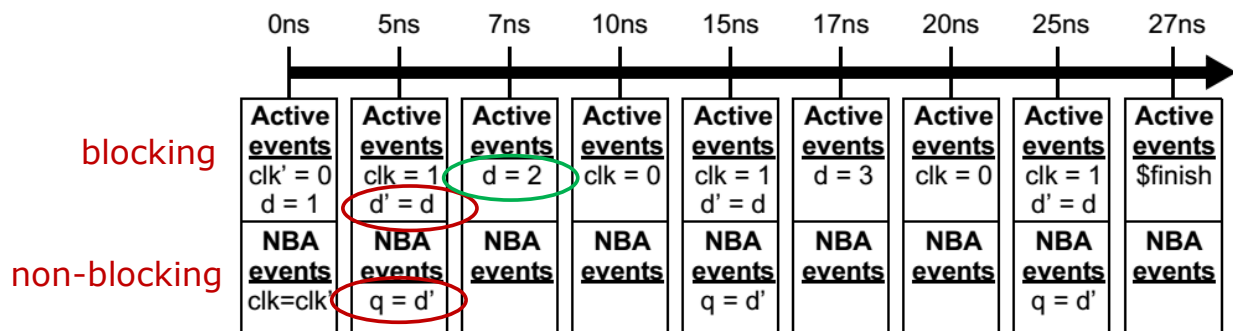 0ns 5ns 7ns 10ns 15ns 17ns 20ns 25ns 27ns
Active Active Active Active Active Active Active Active Active
events events events events events events events events events
blocking
clk' = 0 clk = 1 d = 2 clk = 0 clk = 1 d = 3 clk = 0 clk = 1 $finish
d = 1 d' = d d' = d d' = d
NBA NBA NBA NBA NBA NBA NBA NBA NBA
non-blocking events events events events events events events events events
clk=clk' q = d' q = d' q = d'